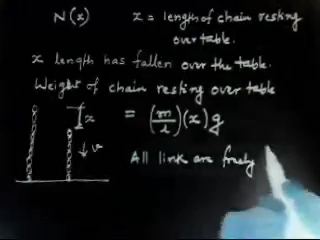 N(x) x = length of chain resting
over table.
x length has fallen over the table.
Weight of chain resting over table
= (m/l)(x)g
x
↓ v
All link are freely